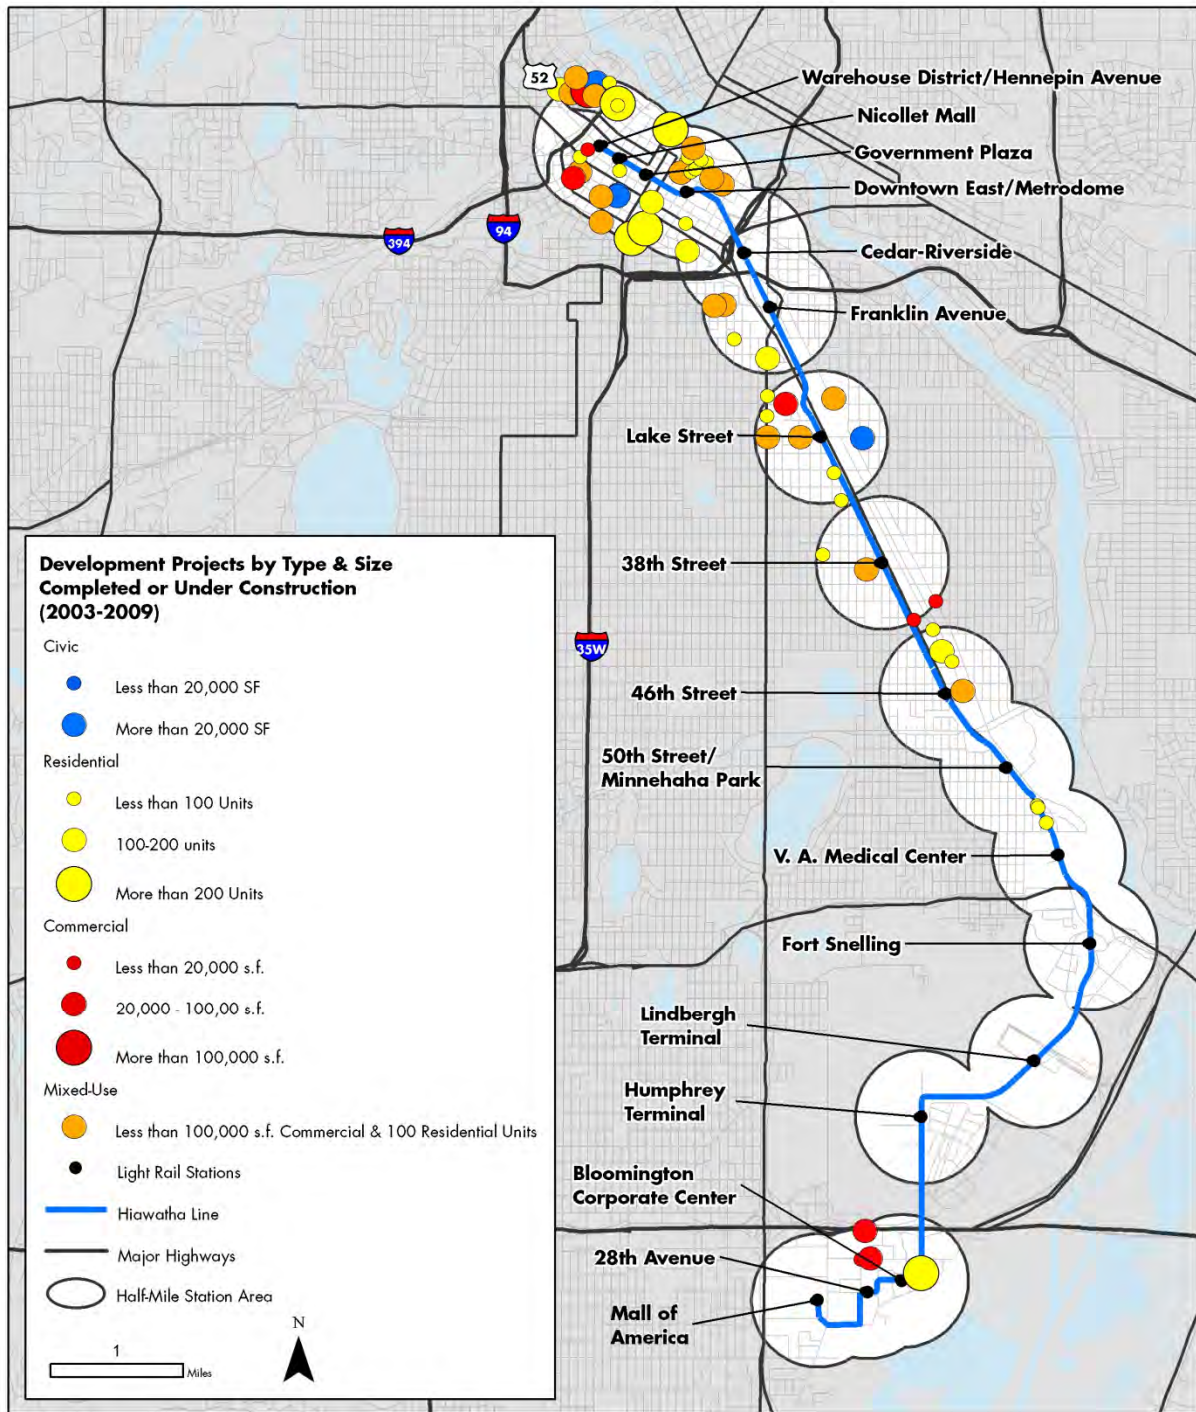 52
Warehouse District/Hennepin Avenue
Nicollet Mall
Government Plaza
Downtown East/Metrodome
394
94
Cedar-Riverside
Franklin Avenue
Lake Street
38th Street
35W
46th Street
50th Street/
Minnehaha Park
V. A. Medical Center
Fort Snelling
Lindbergh
Terminal
Humphrey
Terminal
Bloomington
Corporate Center
28th Avenue
Mall of
America
Development Projects by Type & Size
Completed or Under Construction
(2003-2009)
Civic
Less than 20,000 SF
More than 20,000 SF
Residential
Less than 100 Units
100-200 units
More than 200 Units
Commercial
Less than 20,000 s.f.
20,000 - 100,00 s.f.
More than 100,000 s.f.
Mixed-Use
Less than 100,000 s.f. Commercial & 100 Residential Units
Light Rail Stations
Hiawatha Line
Major Highways
Half-Mile Station Area
N
1
Miles